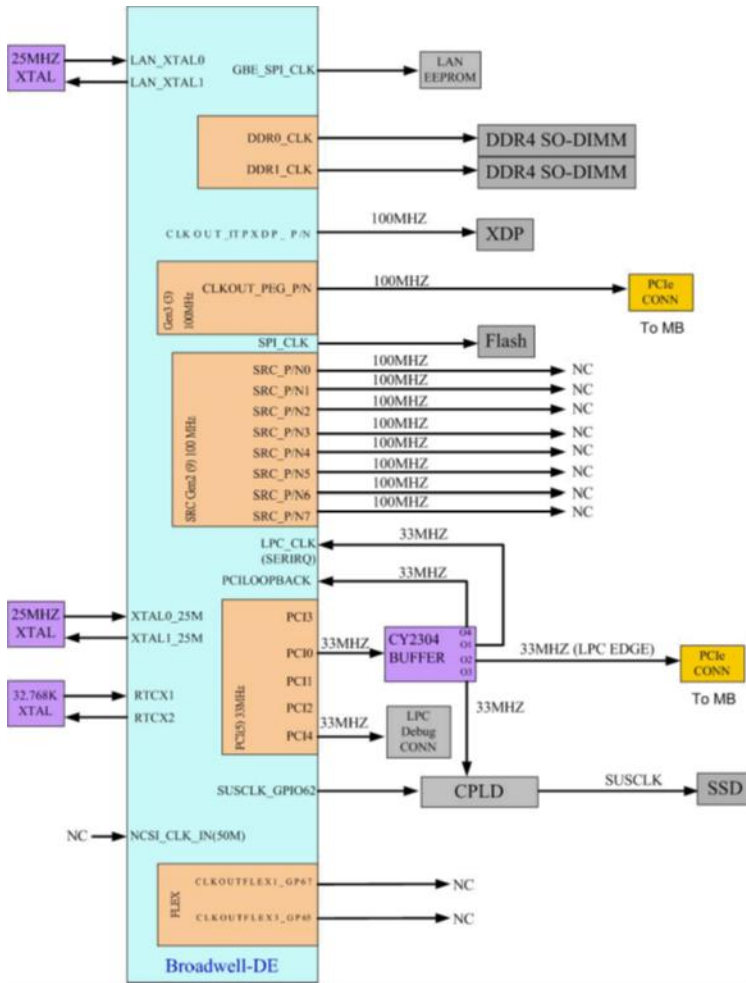 25MHZ
XTAL
LAN_XTAL0
LAN_XTAL1
GBE_SPI_CLK
LAN
EEPROM
DDR0_CLK
DDR4 SO-DIMM
DDR1_CLK
DDR4 SO-DIMM
CLKOUT_ITPXDP_ P/N
100MHZ
XDP
Gen3 (3)
100MHz
CLKOUT_PEG_P/N
100MHZ
PCIe
CONN
To MB
SPI_CLK
Flash
SRC Gen2 (9) 100 MHz
SRC_P/N0
100MHZ
NC
SRC_P/N1
100MHZ
NC
SRC_P/N2
100MHZ
NC
SRC_P/N3
100MHZ
NC
SRC_P/N4
100MHZ
NC
SRC_P/N5
100MHZ
NC
SRC_P/N6
100MHZ
NC
SRC_P/N7
100MHZ
NC
LPC_CLK
(SERIRQ)
33MHZ
PCILOOPBACK
33MHZ
25MHZ
XTAL
XTAL0_25M
XTAL1_25M
32.768K
XTAL
RTCX1
RTCX2
PCI(5) 33MHz
PCI3
PCI0
PCI1
PCI2
PCI4
33MHZ
CY2304
BUFFER
O4
O1
O2
O3
33MHZ (LPC EDGE)
PCIe
CONN
To MB
33MHZ
33MHZ
LPC
Debug
CONN
SUSCLK_GPIO62
CPLD
SUSCLK
SSD
NC
NCSI_CLK_IN(50M)
FLEX
CLKOUTFLEX1_GP67
NC
CLKOUTFLEX3_GP65
NC
Broadwell-DE